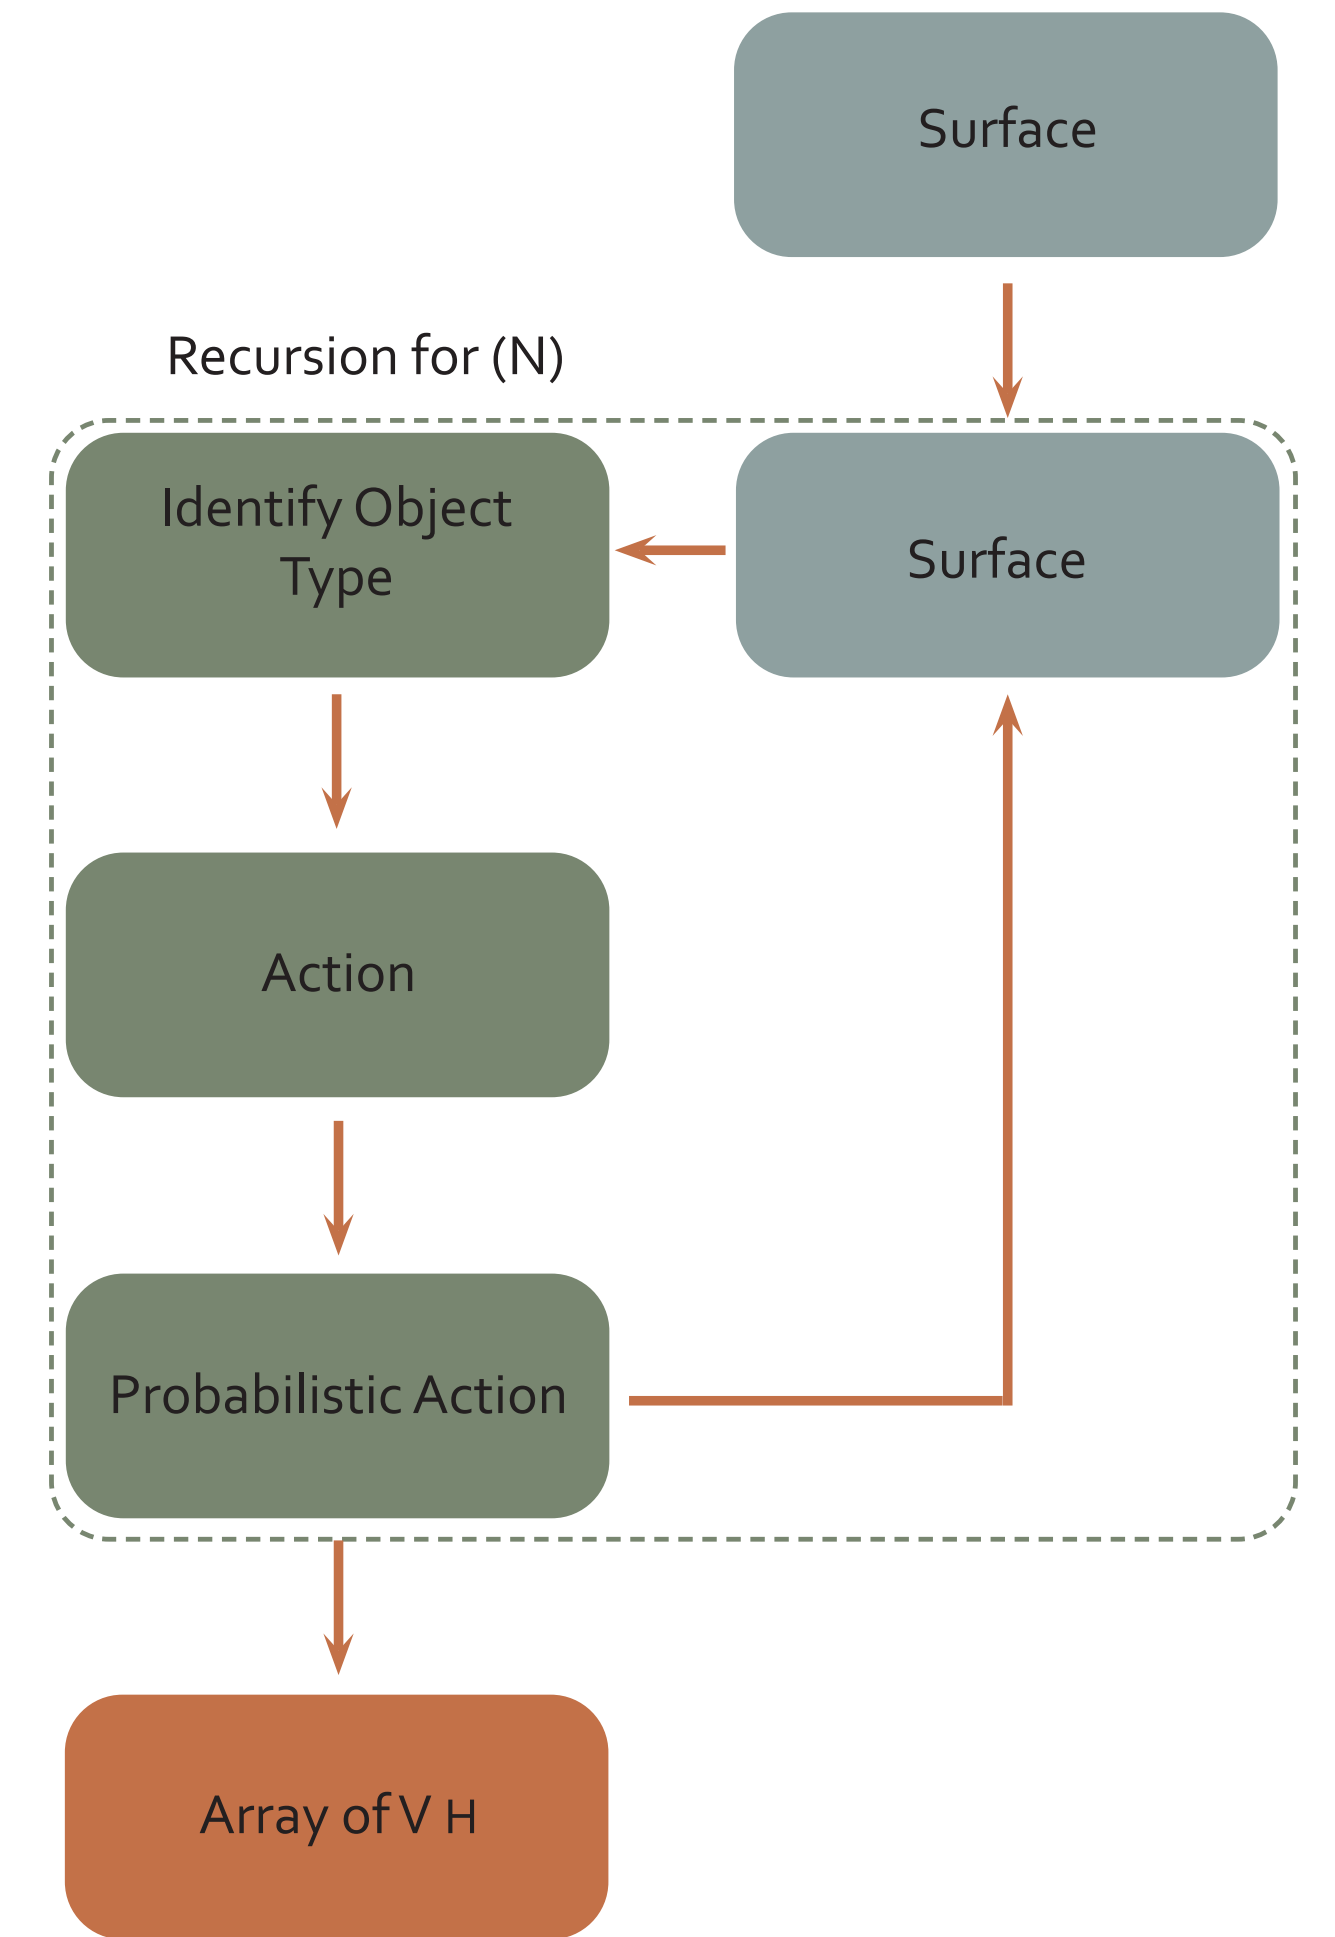 Surface
Recursion for (N)
Identify Object
Type
Surface
Action
Probabilistic Action
Array of V H